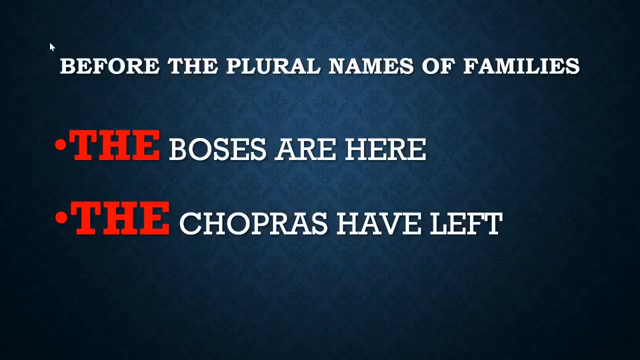 BEFORE THE PLURAL NAMES OF FAMILIES
•THE BOSES ARE HERE
•THE CHOPRAS HAVE LEFT